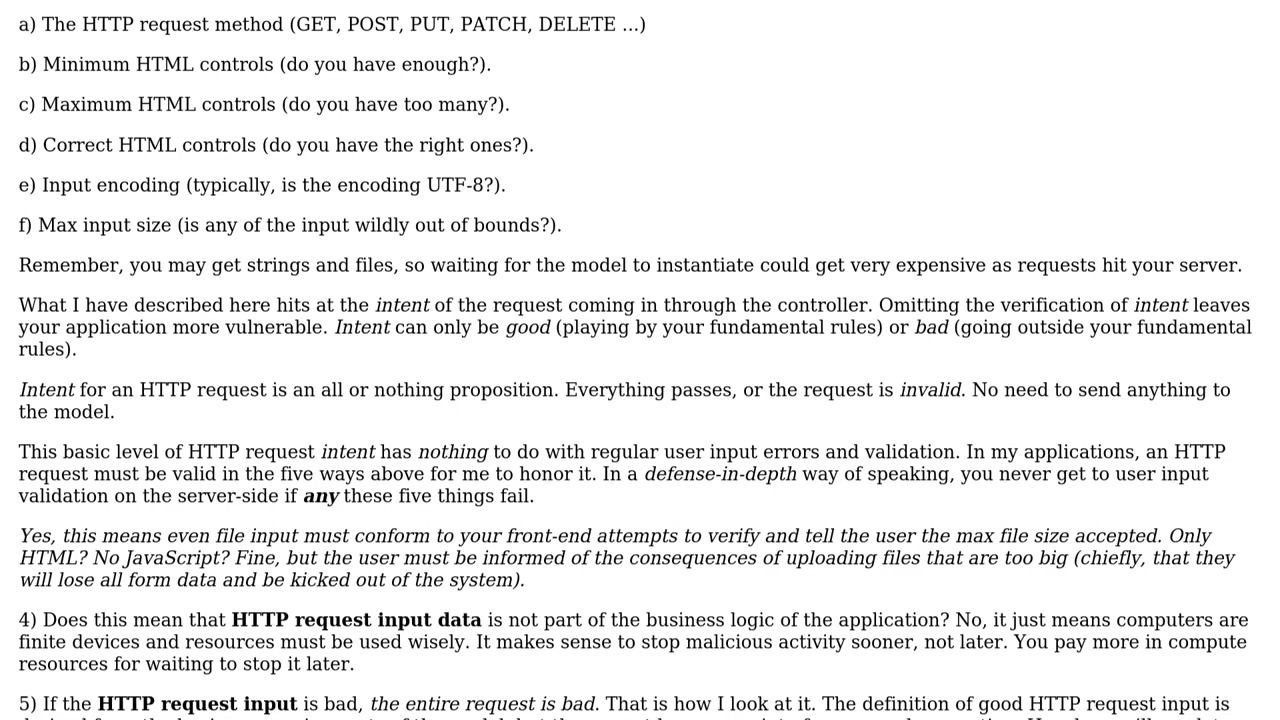 a) The HTTP request method (GET, POST, PUT, PATCH, DELETE ...)
b) Minimum HTML controls (do you have enough?).
c) Maximum HTML controls (do you have too many?).
d) Correct HTML controls (do you have the right ones?).
e) Input encoding (typically, is the encoding UTF-8?).
f) Max input size (is any of the input wildly out of bounds?).
Remember, you may get strings and files, so waiting for the model to instantiate could get very expensive as requests hit your server.
What I have described here hits at the intent of the request coming in through the controller. Omitting the verification of intent leaves
your application more vulnerable. Intent can only be good (playing by your fundamental rules) or bad (going outside your fundamental
rules).
Intent for an HTTP request is an all or nothing proposition. Everything passes, or the request is invalid. No need to send anything to
the model.
This basic level of HTTP request intent has nothing to do with regular user input errors and validation. In my applications, an HTTP
request must be valid in the five ways above for me to honor it. In a defense-in-depth way of speaking, you never get to user input
validation on the server-side if any these five things fail.
Yes, this means even file input must conform to your front-end attempts to verify and tell the user the max file size accepted. Only
HTML? No JavaScript? Fine, but the user must be informed of the consequences of uploading files that are too big (chiefly, that they
will lose all form data and be kicked out of the system).
4) Does this mean that HTTP request input data is not part of the business logic of the application? No, it just means computers are
finite devices and resources must be used wisely. It makes sense to stop malicious activity sooner, not later. You pay more in compute
resources for waiting to stop it later.
5) If the HTTP request input is bad, the entire request is bad. That is how I look at it. The definition of good HTTP request input is